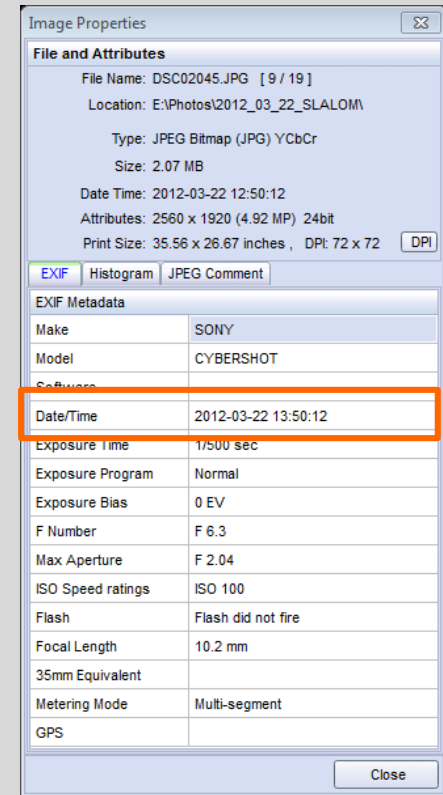 Image Properties
File and Attributes
File Name: DSC02045.JPG [ 9 / 19 ]
Location: E:\Photos\2012_03_22_SLALOM\
Type: JPEG Bitmap (JPG) YCbCr
Size: 2.07 MB
Date Time: 2012-03-22 12:50:12
Attributes: 2560 x 1920 (4.92 MP) 24bit
Print Size: 35.56 x 26.67 inches , DPI: 72 x 72 DPI
EXIF Histogram JPEG Comment
EXIF Metadata
Make SONY
Model CYBERSHOT
Software
Date/Time 2012-03-22 13:50:12
Exposure Time 1/500 sec
Exposure Program Normal
Exposure Bias 0 EV
F Number F 6.3
Max Aperture F 2.04
ISO Speed ratings ISO 100
Flash Flash did not fire
Focal Length 10.2 mm
35mm Equivalent
Metering Mode Multi-segment
GPS
Close